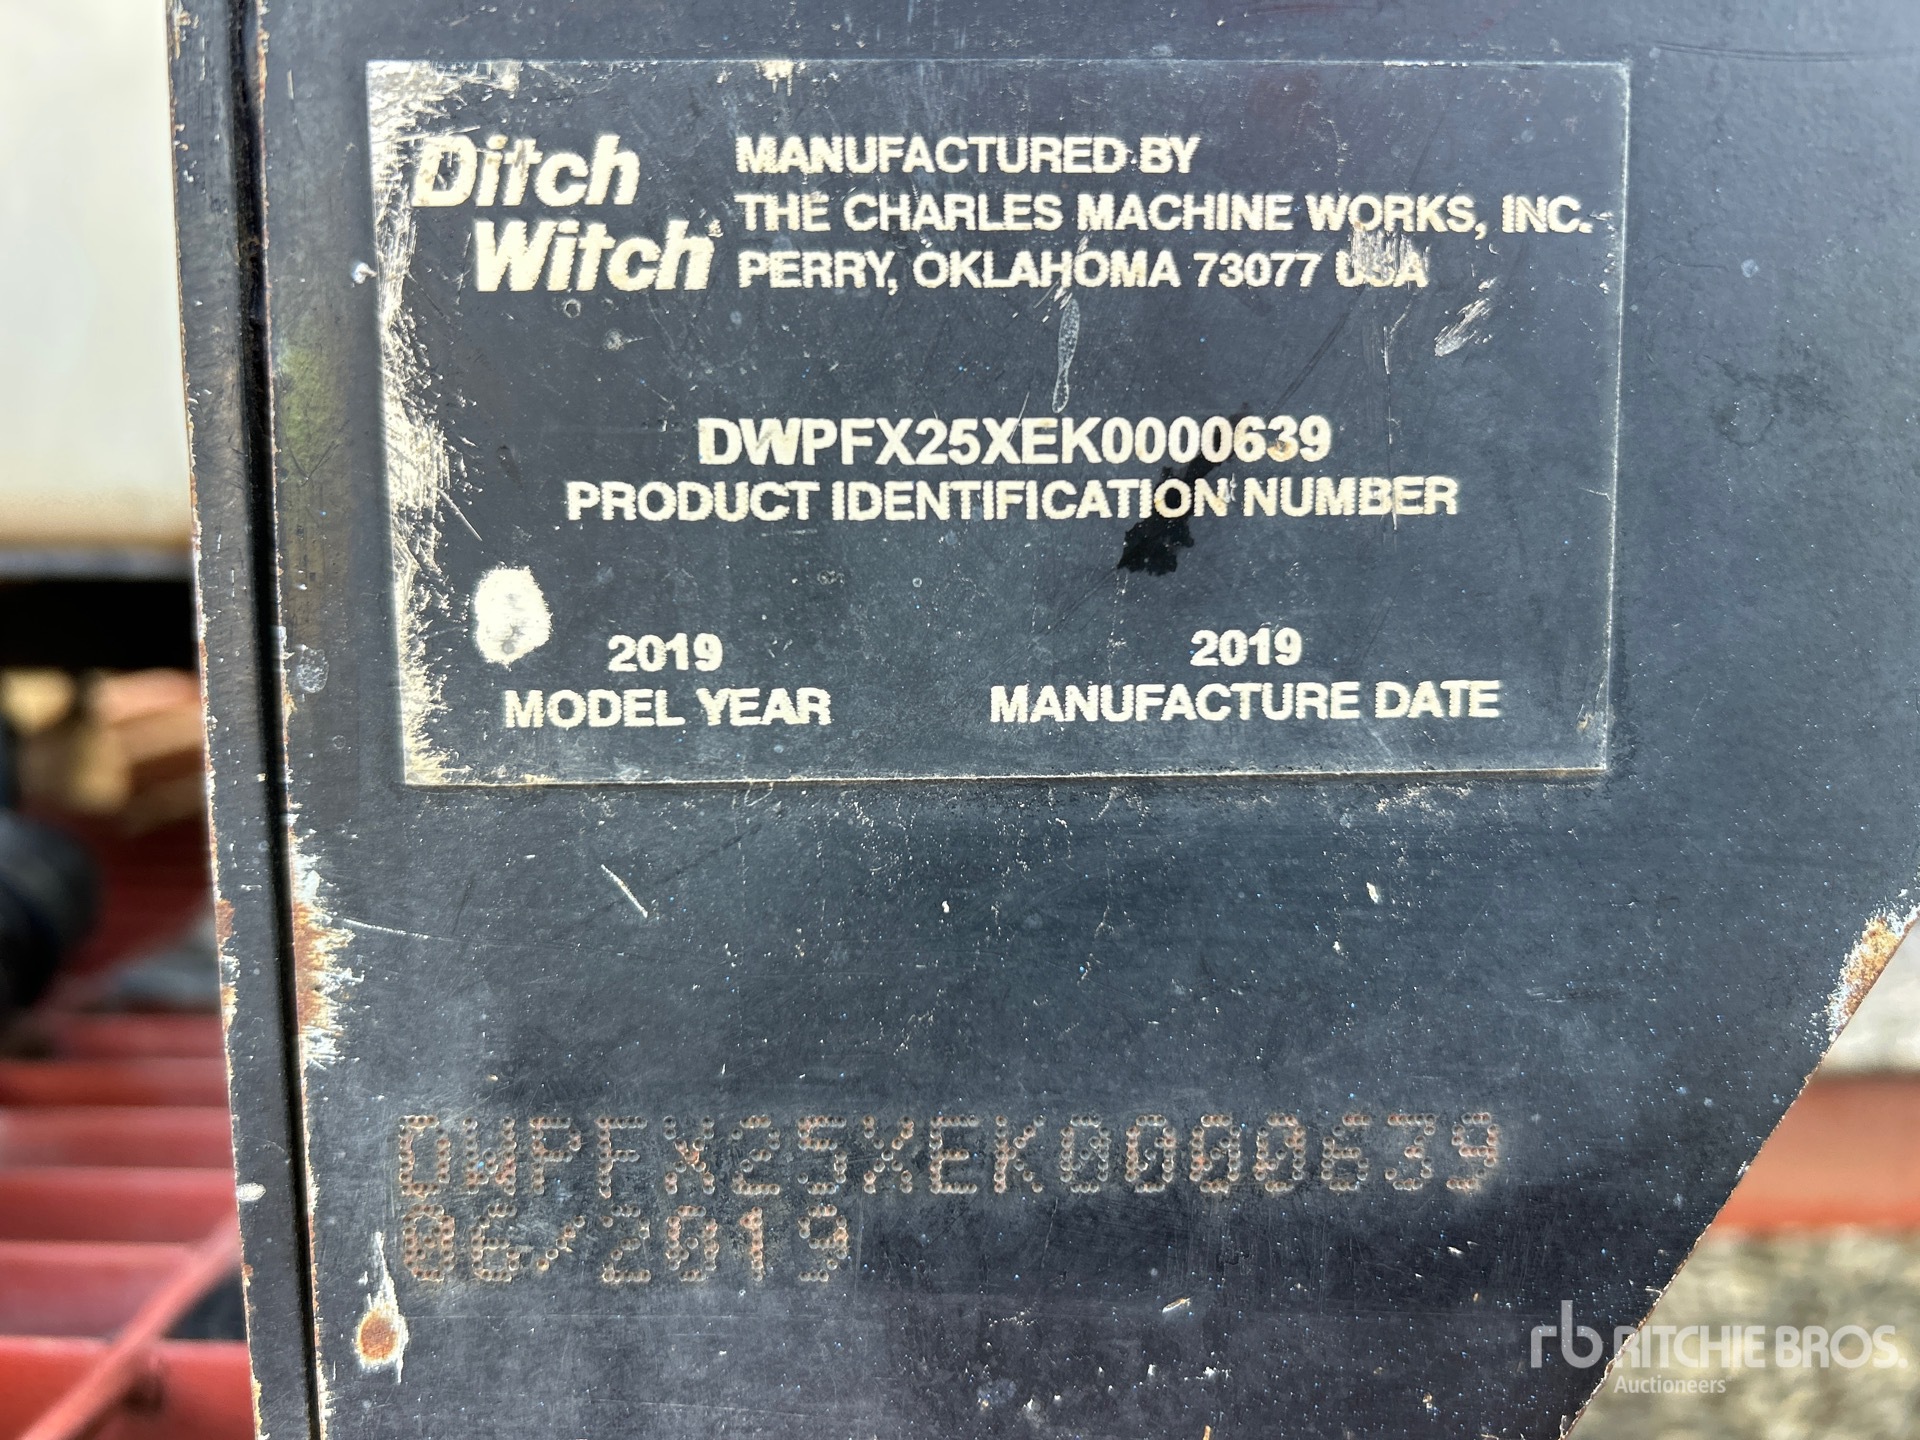 Ditch Witch
MANUFACTURED BY
THE CHARLES MACHINE WORKS, INC.
PERRY, OKLAHOMA 73077 USA
DWPFX25XEK0000639
PRODUCT IDENTIFICATION NUMBER
2019
MODEL YEAR
2019
MANUFACTURE DATE
DWPFX25XEK0000639
06/2019
rb RITCHIE BROS.
Auctioneers